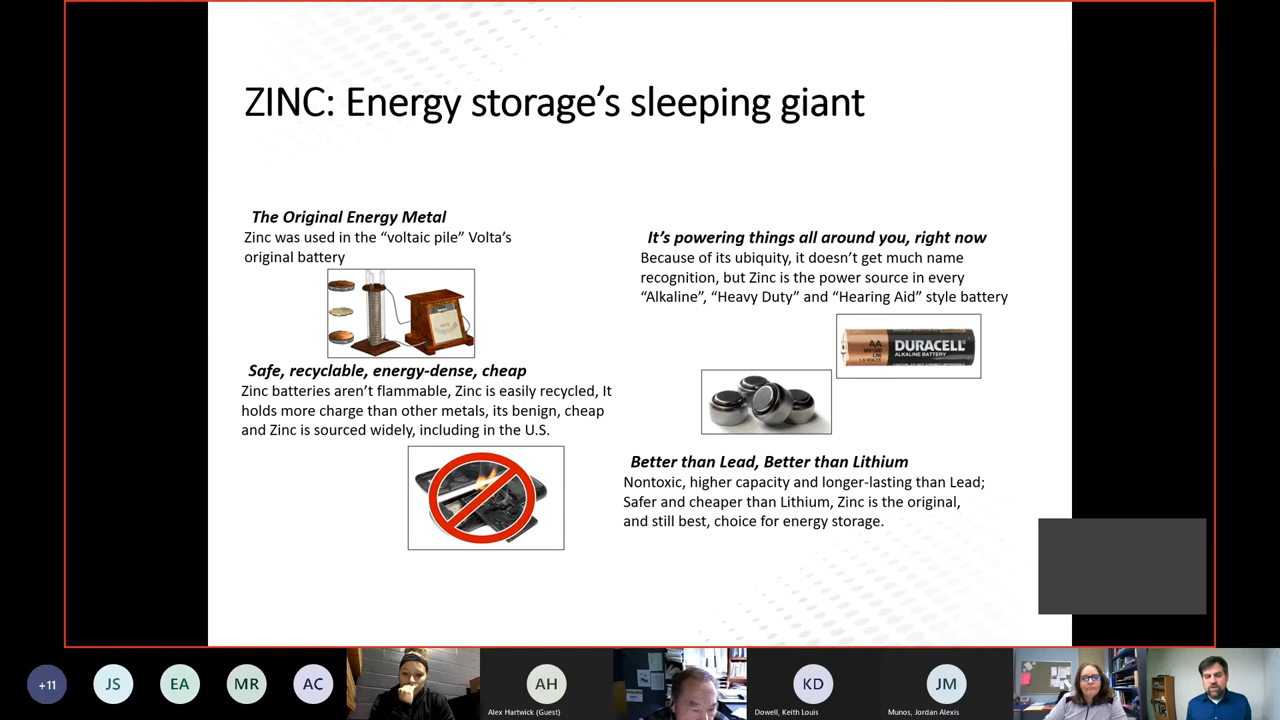 ZINC: Energy storage’s sleeping giant
The Original Energy Metal
Zinc was used in the “voltaic pile” Volta’s
original battery
Safe, recyclable, energy-dense, cheap
Zinc batteries aren’t flammable, Zinc is easily recycled, It
holds more charge than other metals, its benign, cheap
and Zinc is sourced widely, including in the U.S.
It’s powering things all around you, right now
Because of its ubiquity, it doesn’t get much name
recognition, but Zinc is the power source in every
“Alkaline”, “Heavy Duty” and “Hearing Aid” style battery
AA
DURACELL
ALKALINE BATTERY
Better than Lead, Better than Lithium
Nontoxic, higher capacity and longer-lasting than Lead;
Safer and cheaper than Lithium, Zinc is the original,
and still best, choice for energy storage.
+11
JS
EA
MR
AC
AH
Alex Hartwick (Guest)
KD
Dowell, Keith Louis
JM
Munos, Jordan Alexis